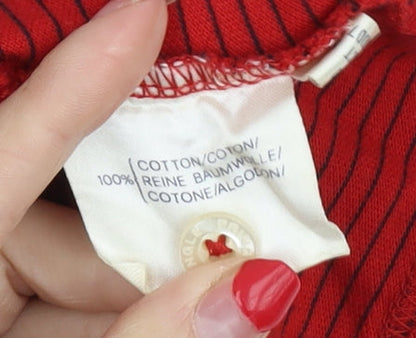 COTTON/COTON/
100% REINE BAUMWOLLE/
COTONE/ALGODON/